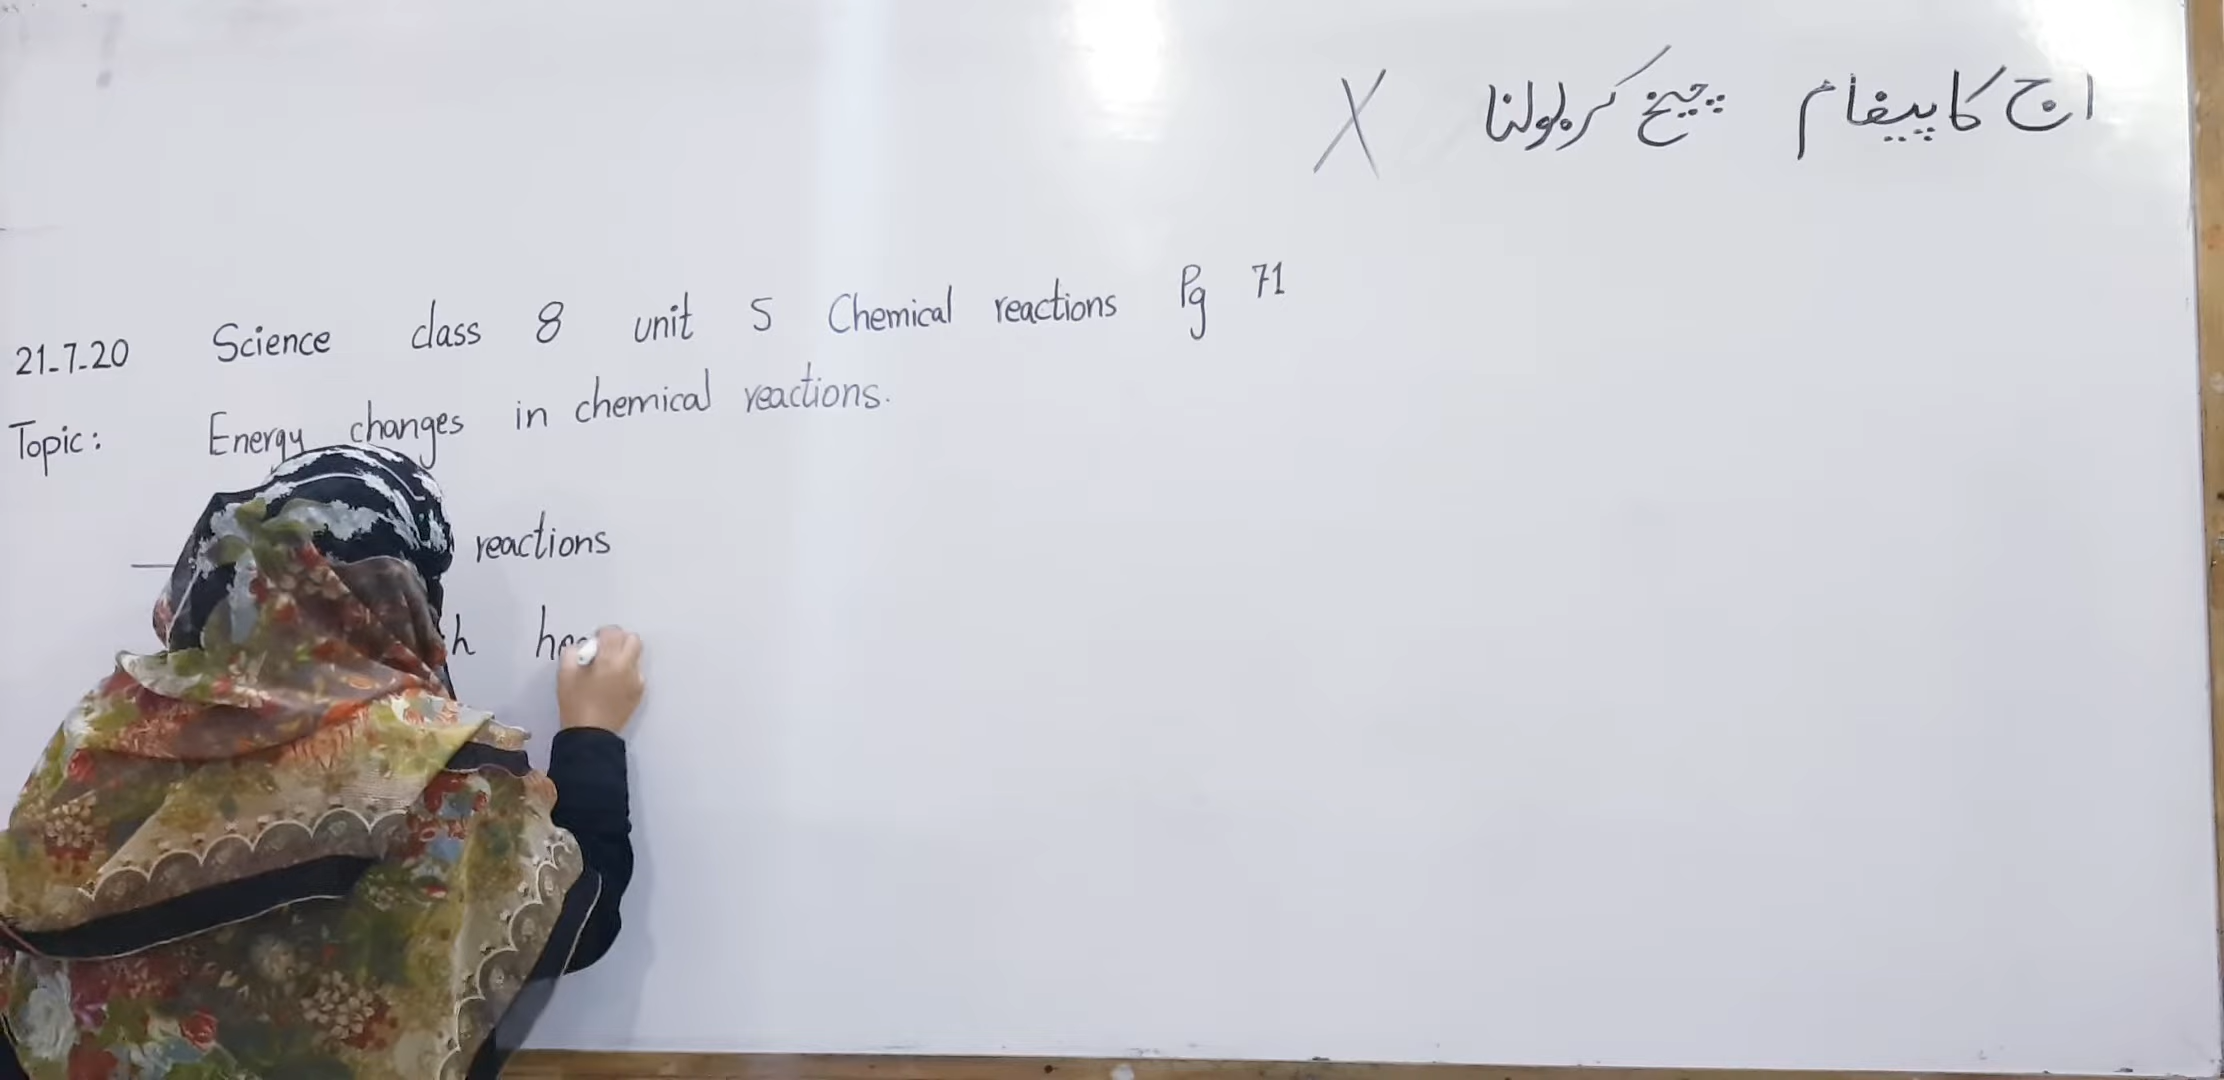 اج کا پیغام چیخ کر بولنا X
21-7-20 Science class 8 unit 5 Chemical reactions Pg 71
Topic: Energy changes in chemical reactions.
reactions